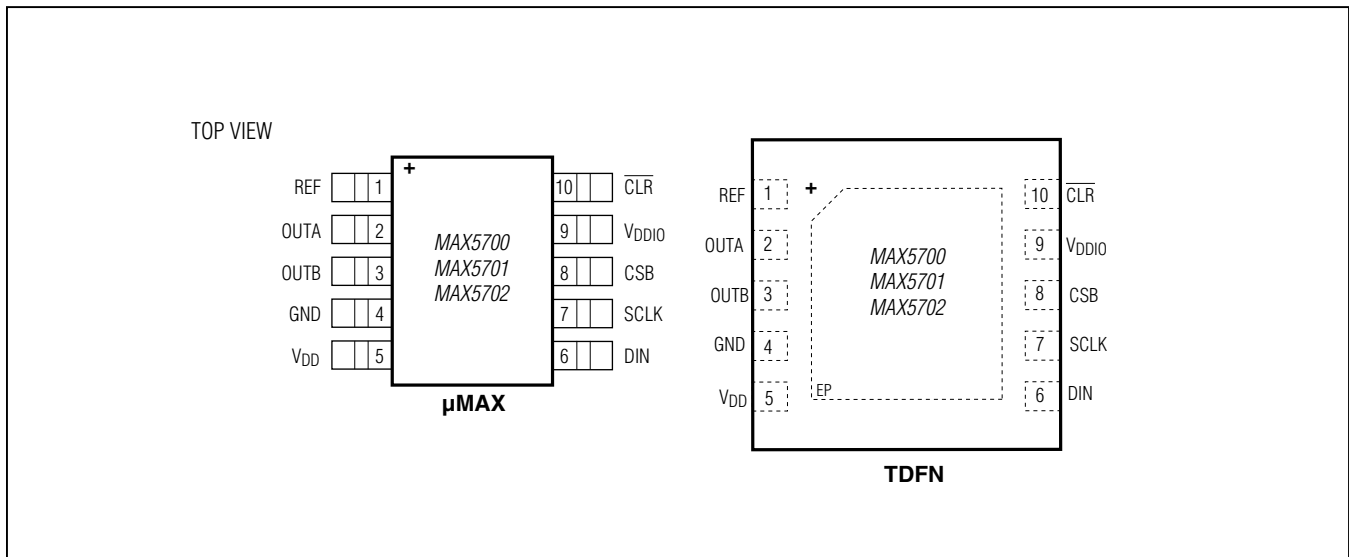 TOP VIEW
+
REF 1
OUTA 2
OUTB 3
GND 4
VDD 5
10 CLR
9 VDDIO
8 CSB
7 SCLK
6 DIN
MAX5700
MAX5701
MAX5702
µMAX
+
REF 1
OUTA 2
OUTB 3
GND 4
VDD 5
10 CLR
9 VDDIO
8 CSB
7 SCLK
6 DIN
MAX5700
MAX5701
MAX5702
EP
TDFN